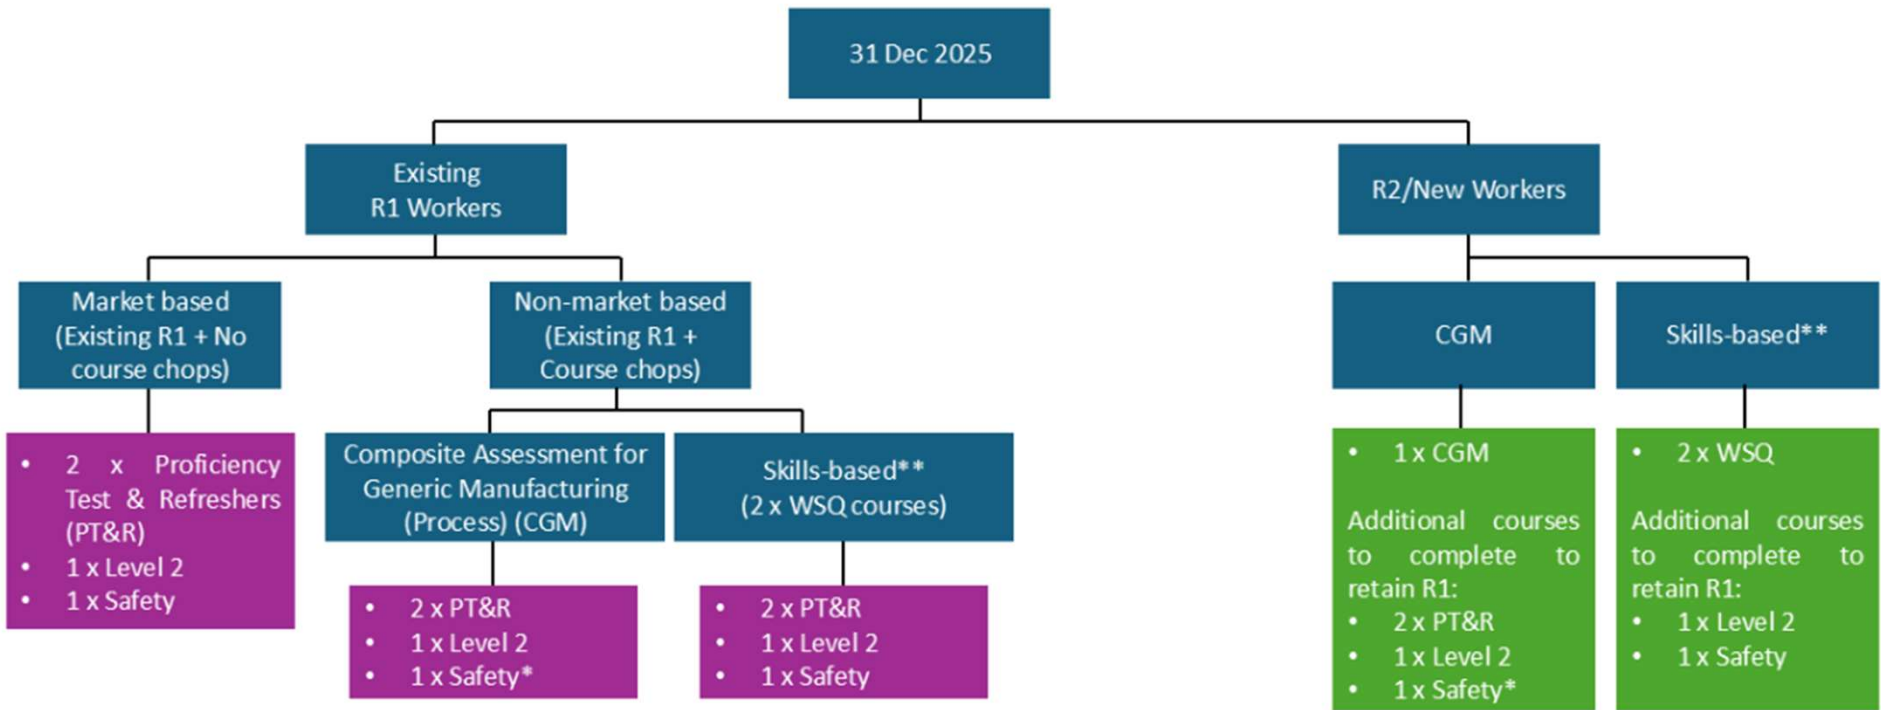 31 Dec 2025
Existing
R1 Workers
R2/New Workers
Market based
(Existing R1 + No
course chops)
Non-market based
(Existing R1 +
Course chops)
CGM
Skills-based**
• 2 x Proficiency
Test & Refreshers
(PT&R)
• 1 x Level 2
• 1 x Safety
Composite Assessment for
Generic Manufacturing
(Process) (CGM)
Skills-based**
(2 x WSQ courses)
• 2 x PT&R
• 1 x Level 2
• 1 x Safety*
• 2 x PT&R
• 1 x Level 2
• 1 x Safety
• 1 x CGM
Additional courses
to complete to
retain R1:
• 2 x PT&R
• 1 x Level 2
• 1 x Safety*
• 2 x WSQ
Additional courses
to complete to
retain R1:
• 1 x Level 2
• 1 x Safety